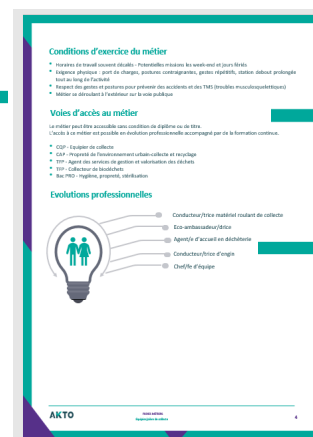 Conditions d'exercice du métier
* Horaires de travail souvent décalés - Potentielles missions les week-end et jours fériés
* Exigence physique : port de charges, postures contraignantes, gestes répétitifs, station debout prolongée
tout au long de l'activité
* Respect des gestes et postures pour prévenir des accidents et des TMS (troubles musculosquelettiques)
* Métier se déroulant à l'extérieur sur la voie publique
Voies d'accès au métier
Le métier peut être accessible sans condition de diplôme ou de titre.
L'accès à ce métier est possible en évolution professionnelle accompagné par de la formation continue.
* CQP - Equipier de collecte
* CAP - Propreté de l'environnement urbain-collecte et recyclage
* TFP - Agent des services de gestion et valorisation des déchets
* TFP - Collecteur de biodéchets
* Bac PRO - Hygiène, propreté, stérilisation
Evolutions professionnelles
Conducteur/trice matériel roulant de collecte
Eco-ambassadeur/drice
Agent/e d'accueil en déchèterie
Conducteur/trice d'engin
Chef/fe d'équipe
AKTO